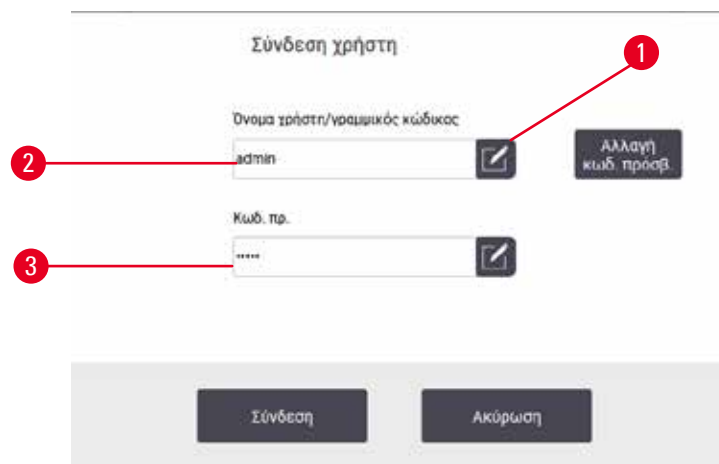 Σύνδεση χρήστη
1
Όνομα χρήστη/γραμμικός κώδικας
2
admin
Αλλαγή
κωδ. πρόσβ.
Κωδ. πρ.
3
•••••
Σύνδεση
Ακύρωση